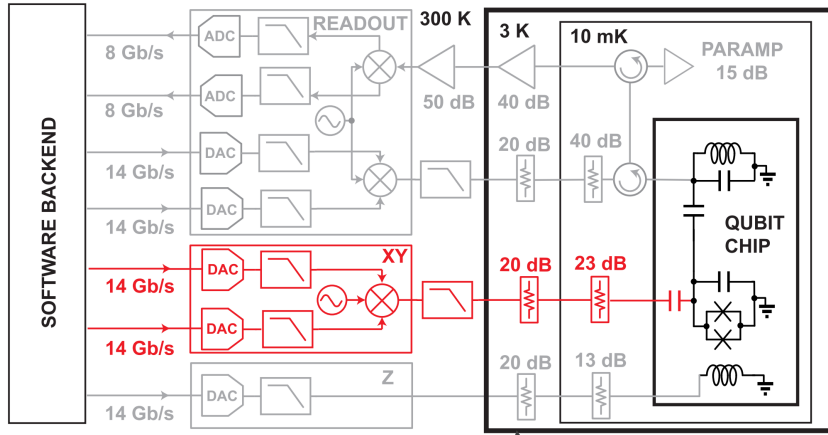 SOFTWARE BACKEND
READOUT
300 K
3 K
10 mK
ADC
8 Gb/s
PARAMP
15 dB
50 dB
40 dB
ADC
8 Gb/s
20 dB
40 dB
DAC
14 Gb/s
DAC
14 Gb/s
QUBIT
CHIP
XY
20 dB
23 dB
DAC
14 Gb/s
DAC
14 Gb/s
Z
20 dB
13 dB
DAC
14 Gb/s